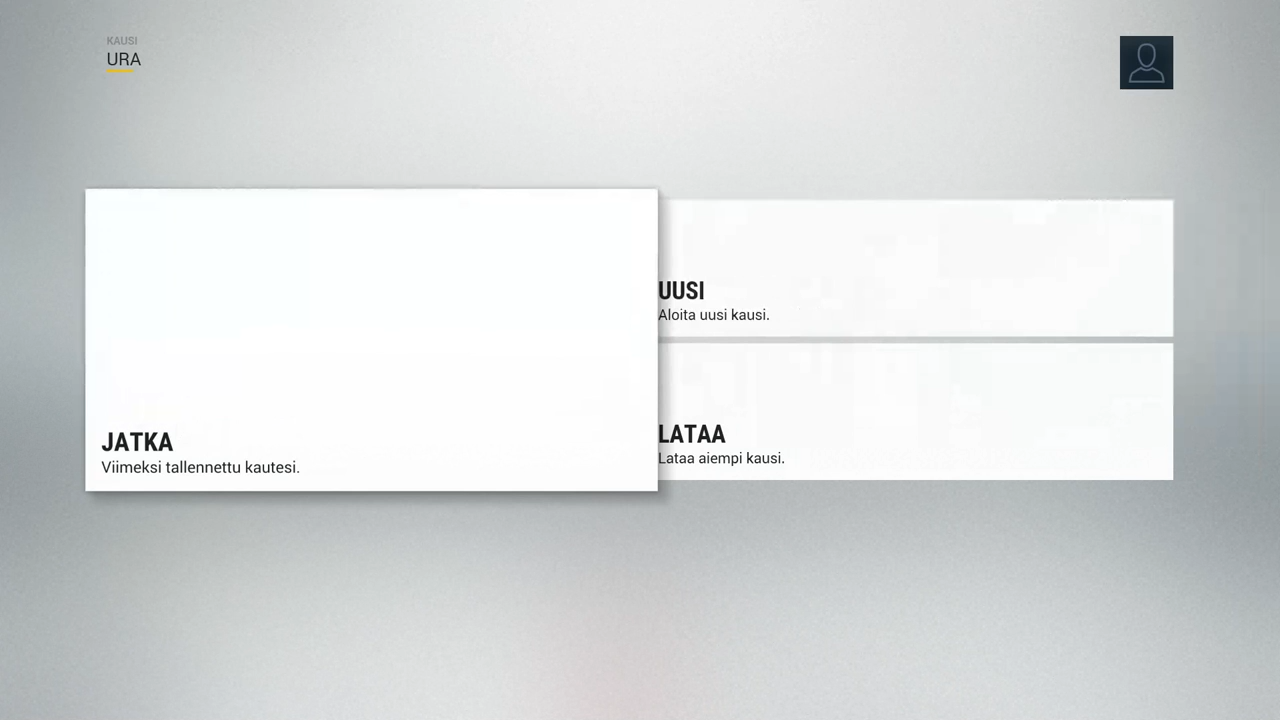 KAUSI
URA
JATKA
Viimeksi tallennettu kautesi.
UUSI
Aloita uusi kausi.
LATAA
Lataa aiempi kausi.